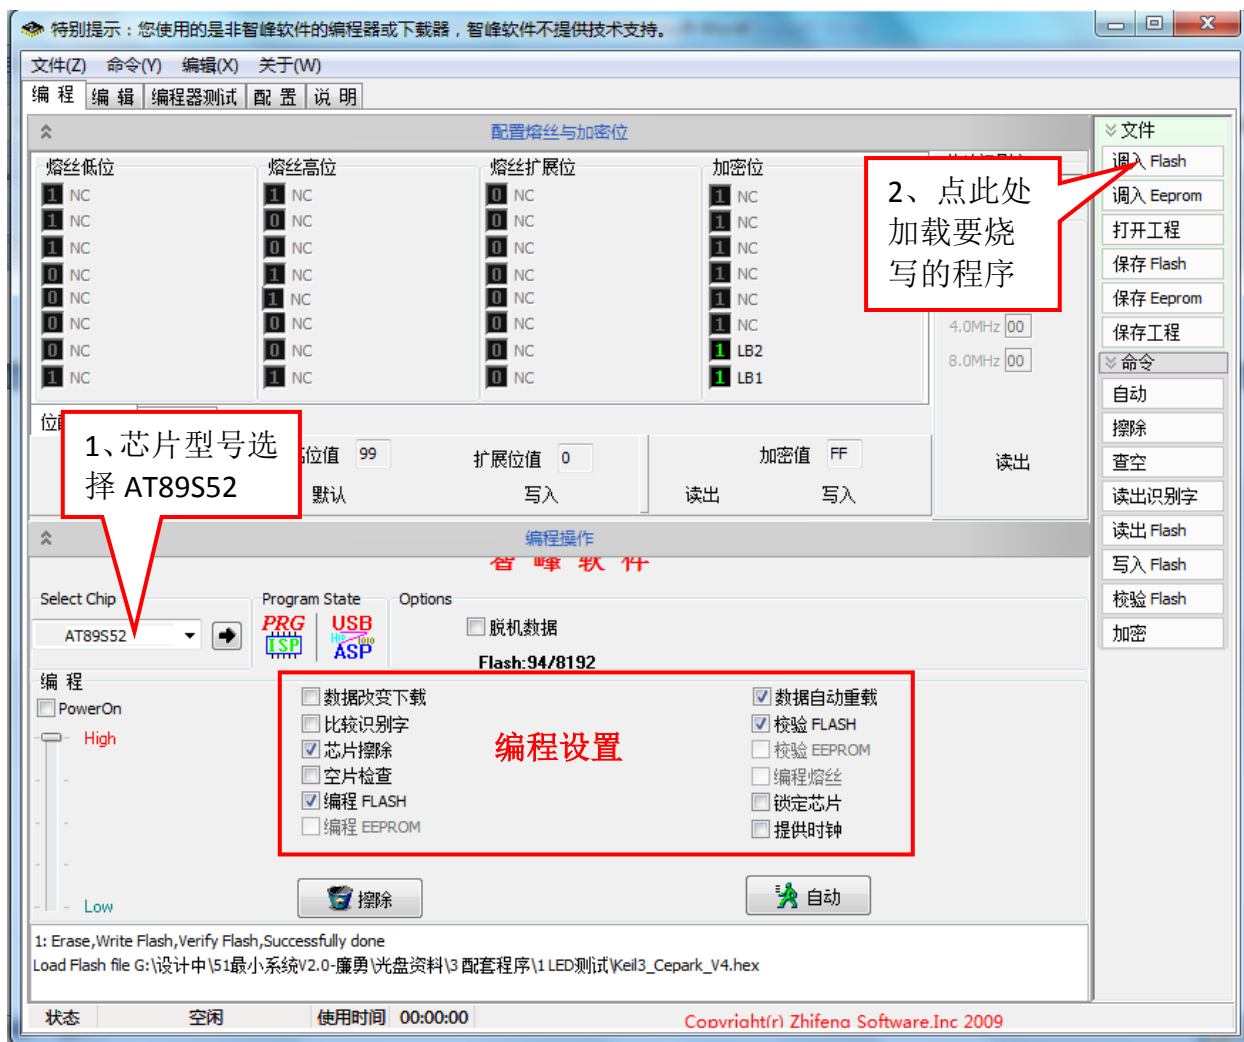 特别提示：您使用的是非智峰软件的编程器或下载器，智峰软件不提供技术支持。
文件(Z) 命令(Y) 编辑(X) 关于(W)
编 程 编 辑 编程器测试 配 置 说 明
配置熔丝与加密位
熔丝低位 熔丝高位 熔丝扩展位 加密位
1 NC 1 NC 0 NC 1 NC
1 NC 0 NC 0 NC 1 NC
1 NC 0 NC 0 NC 1 NC
0 NC 1 NC 0 NC 1 NC
0 NC 1 NC 0 NC 1 NC
0 NC 0 NC 0 NC 1 NC
0 NC 0 NC 0 NC 1 LB2
1 NC 1 NC 0 NC 1 LB1
4.0MHz 00
8.0MHz 00
2、点此处
加载要烧
写的程序
1、芯片型号选
择 AT89S52
位值 99 扩展位值 0 加密值 FF 读出
默认 写入 读出 写入
编程操作
智 峰 软 件
Select Chip Program State Options
AT89S52 PRG ISP USB ASP 脱机数据
Flash:94/8192
编 程
PowerOn
High
Low
数据改变下载 数据自动重载
比较识别字 校验 FLASH
芯片擦除 编程设置 校验 EEPROM
空片检查 编程熔丝
编程 FLASH 锁定芯片
编程 EEPROM 提供时钟
擦除 自动
1: Erase,Write Flash,Verify Flash,Successfully done
Load Flash file G:\设计中\51最小系统V2.0-廉勇\光盘资料\3 配套程序\1 LED测试\Keil3_Cepark_V4.hex
状态 空闲 使用时间 00:00:00 Copyright(r) Zhifeng Software.Inc 2009
文件
调入 Flash
调入 Eeprom
打开工程
保存 Flash
保存 Eeprom
保存工程
命令
自动
擦除
查空
读出识别字
读出 Flash
写入 Flash
校验 Flash
加密